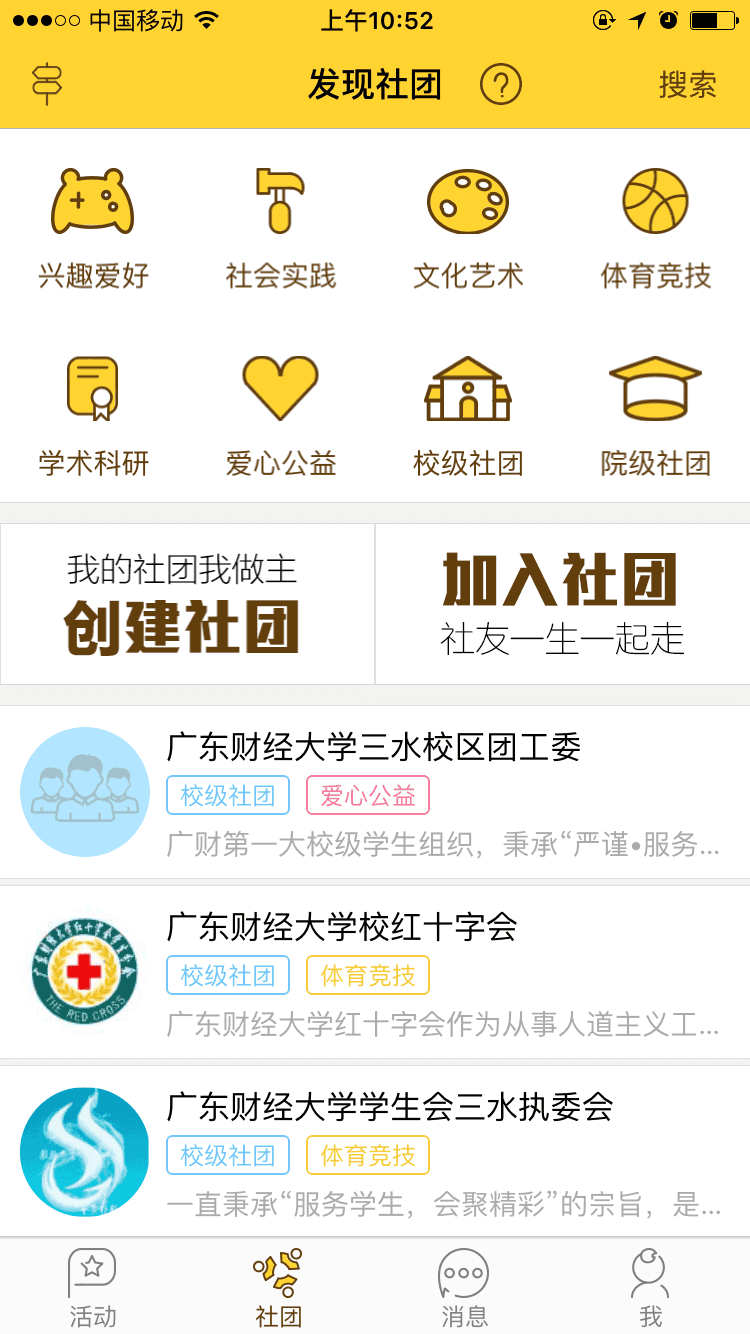 中国移动 上午10:52
发现社团 ? 搜索
兴趣爱好 社会实践 文化艺术 体育竞技
学术科研 爱心公益 校级社团 院级社团
我的社团我做主
创建社团
加入社团
社友一生一起走
广东财经大学三水校区团工委
校级社团 爱心公益
广财第一大校级学生组织，秉承“严谨•服务...
广东财经大学校红十字会
校级社团 体育竞技
广东财经大学红十字会作为从事人道主义工...
THE RED CROSS
广东财经大学学生会三水执委会
校级社团 体育竞技
一直秉承“服务学生，会聚精彩”的宗旨，是...
活动 社团 消息 我